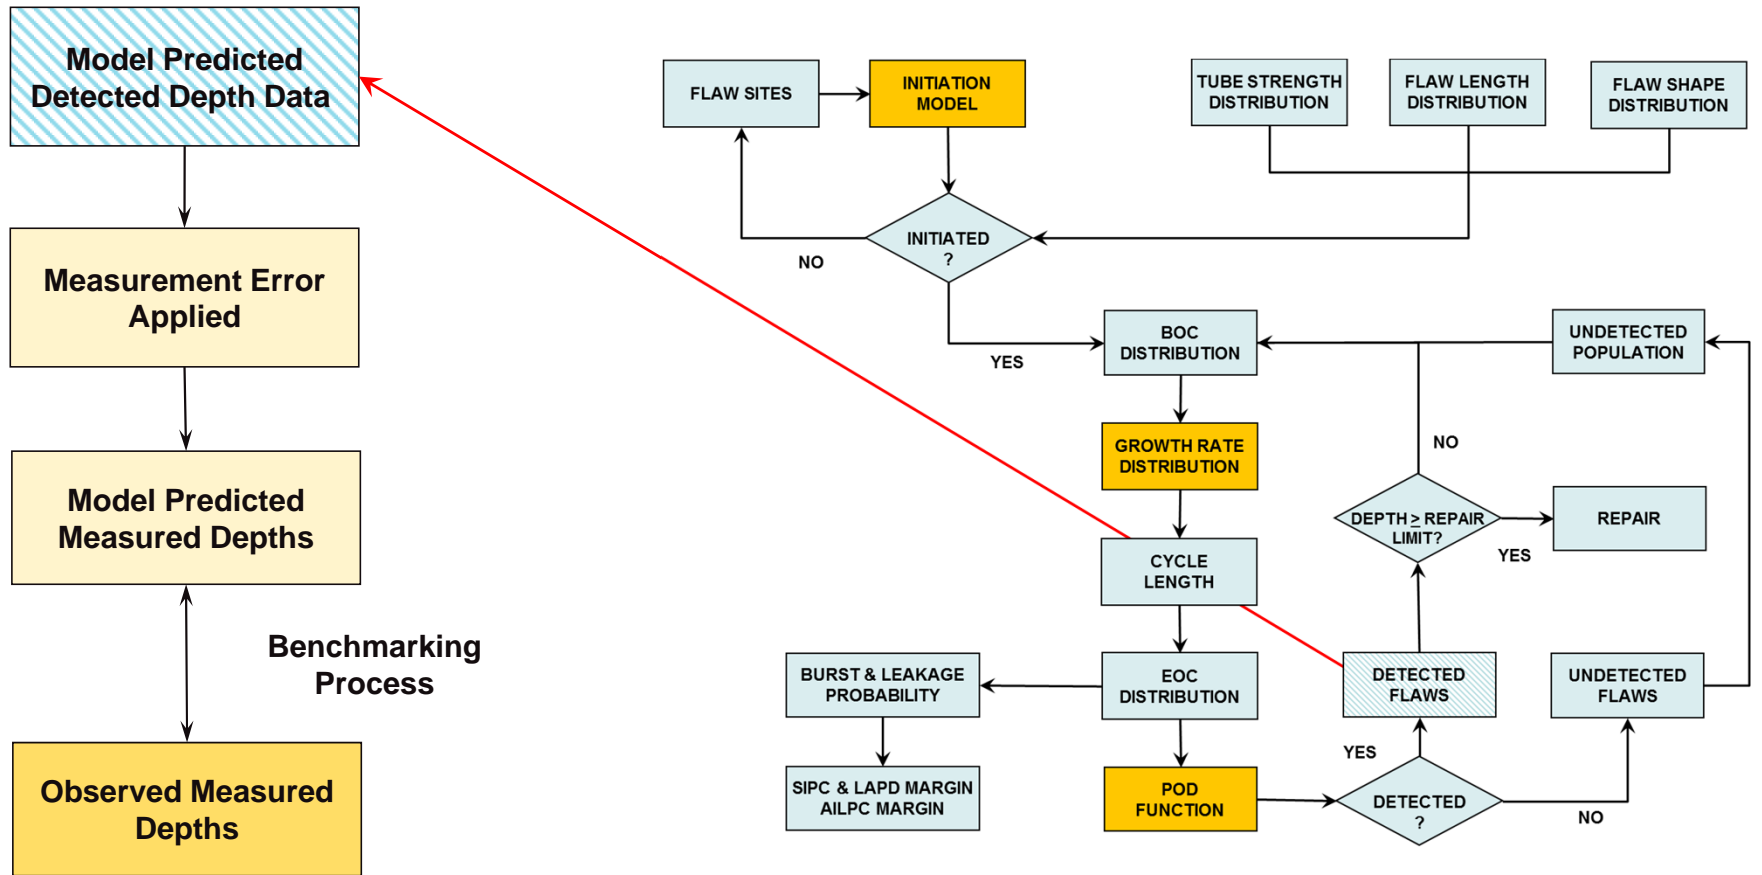 Model Predicted
Detected Depth Data
Measurement Error
Applied
Model Predicted
Measured Depths
Benchmarking
Process
Observed Measured
Depths
FLAW SITES
INITIATION
MODEL
TUBE STRENGTH
DISTRIBUTION
FLAW LENGTH
DISTRIBUTION
FLAW SHAPE
DISTRIBUTION
INITIATED
?
NO
YES
BOC
DISTRIBUTION
UNDETECTED
POPULATION
GROWTH RATE
DISTRIBUTION
NO
DEPTH ≥ REPAIR
LIMIT?
YES
REPAIR
CYCLE
LENGTH
BURST & LEAKAGE
PROBABILITY
EOC
DISTRIBUTION
DETECTED
FLAWS
UNDETECTED
FLAWS
YES
SIPC & LAPD MARGIN
AILPC MARGIN
POD
FUNCTION
DETECTED
?
NO